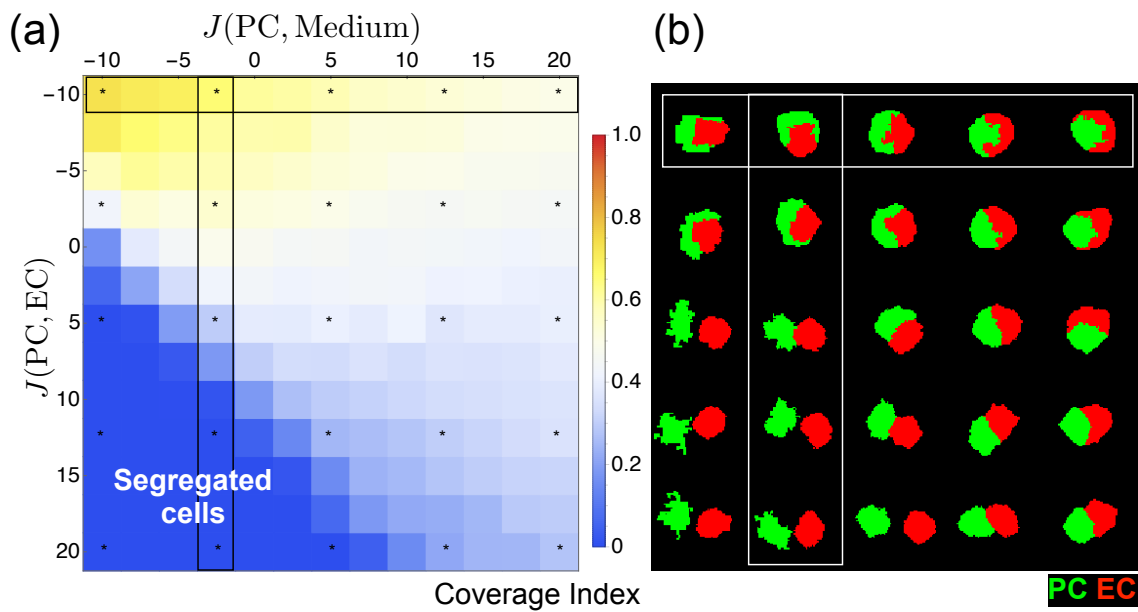 (a)
J(PC, Medium)
−10 −5 0 5 10 15 20
J(PC, EC)
−10
−5
0
5
10
15
20
* * * * *
* * * * *
* * * * *
* * * * *
* * * * *
Segregated
cells
1.0
0.8
0.6
0.4
0.2
0
Coverage Index
(b)
PC EC